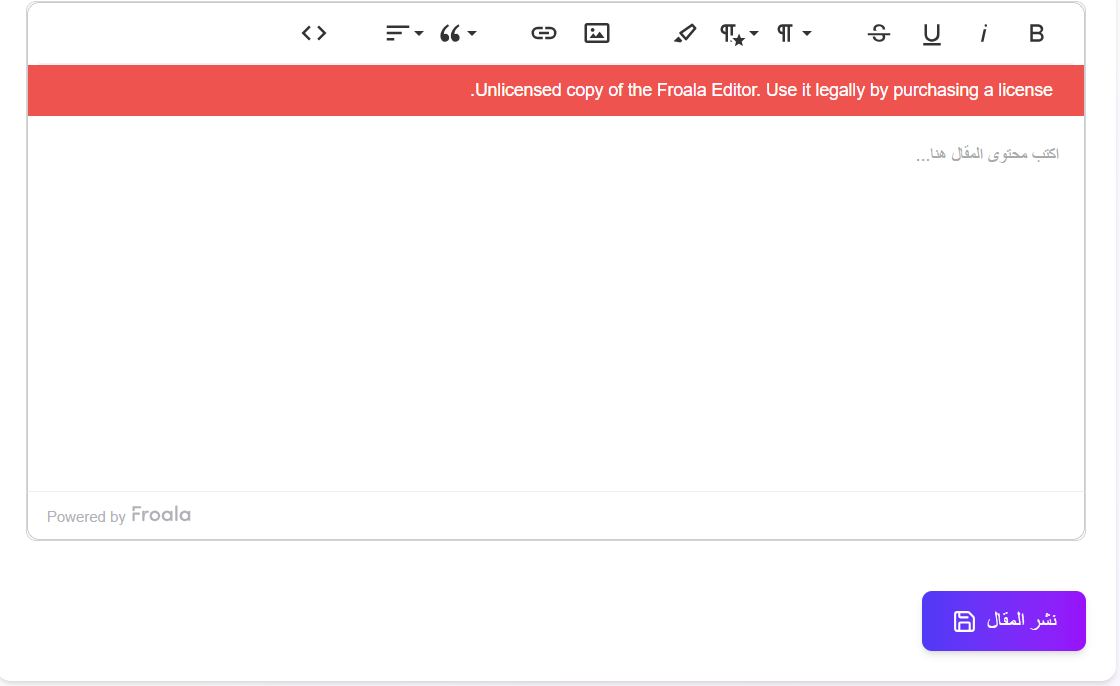 B i U S
.Unlicensed copy of the Froala Editor. Use it legally by purchasing a license
اكتب محتوى المقال هنا...
Powered by Froala
نشر المقال